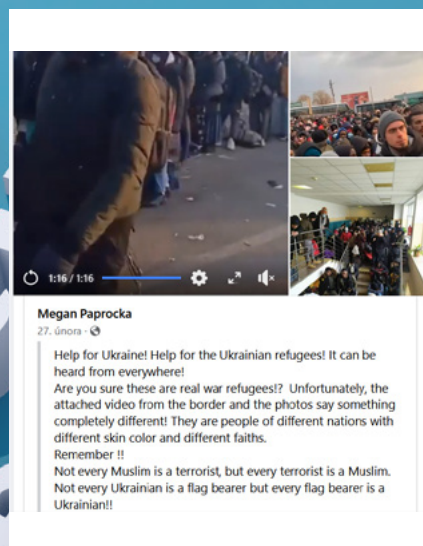 1:16 / 1:16
Megan Paprocka
27. února ·
Help for Ukraine! Help for the Ukrainian refugees! It can be
heard from everywhere!
Are you sure these are real war refugees!? Unfortunately, the
attached video from the border and the photos say something
completely different! They are people of different nations with
different skin color and different faiths.
Remember !!
Not every Muslim is a terrorist, but every terrorist is a Muslim.
Not every Ukrainian is a flag bearer but every flag bearer is a
Ukrainian!!